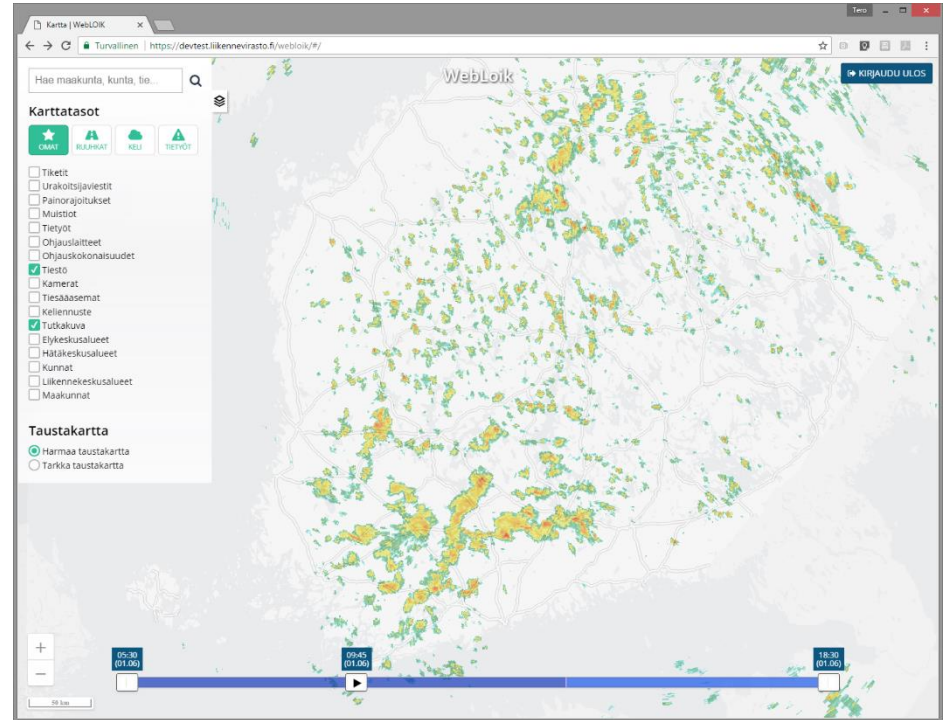 Tero
Kartta | WebLOIK
Turvallinen | https://devtest.liikennevirasto.fi/webloik/#/
Hae maakunta, kunta, tie...
WebLoik
KIRJAUDU ULOS
Karttatasot
OMAT RUUHKAT KELI TIETYÖT
Tiketit
Urakoitsijaviestit
Painorajoitukset
Muistiot
Tietyöt
Ohjauslaitteet
Ohjauskokonaisuudet
Tiestö
Kamerat
Tiesääasemat
Keliennuste
Tutkakuva
Elykeskusalueet
Hätäkeskusalueet
Kunnat
Liikennekeskusalueet
Maakunnat
Taustakartta
Harmaa taustakartta
Tarkka taustakartta
+
−
05:30
(01.06)
09:45
(01.06)
18:30
(01.06)
50 km